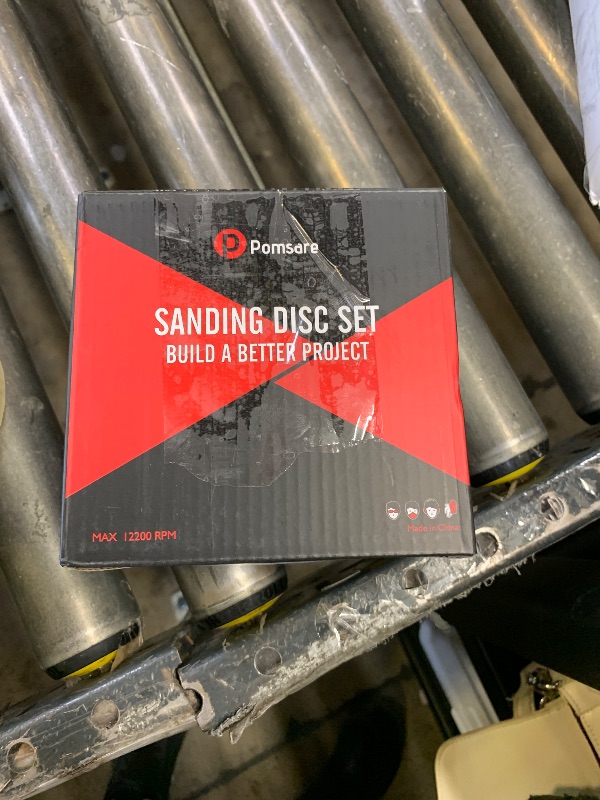 Pomsare
SANDING DISC SET
BUILD A BETTER PROJECT
MAX 12200 RPM
Made in China